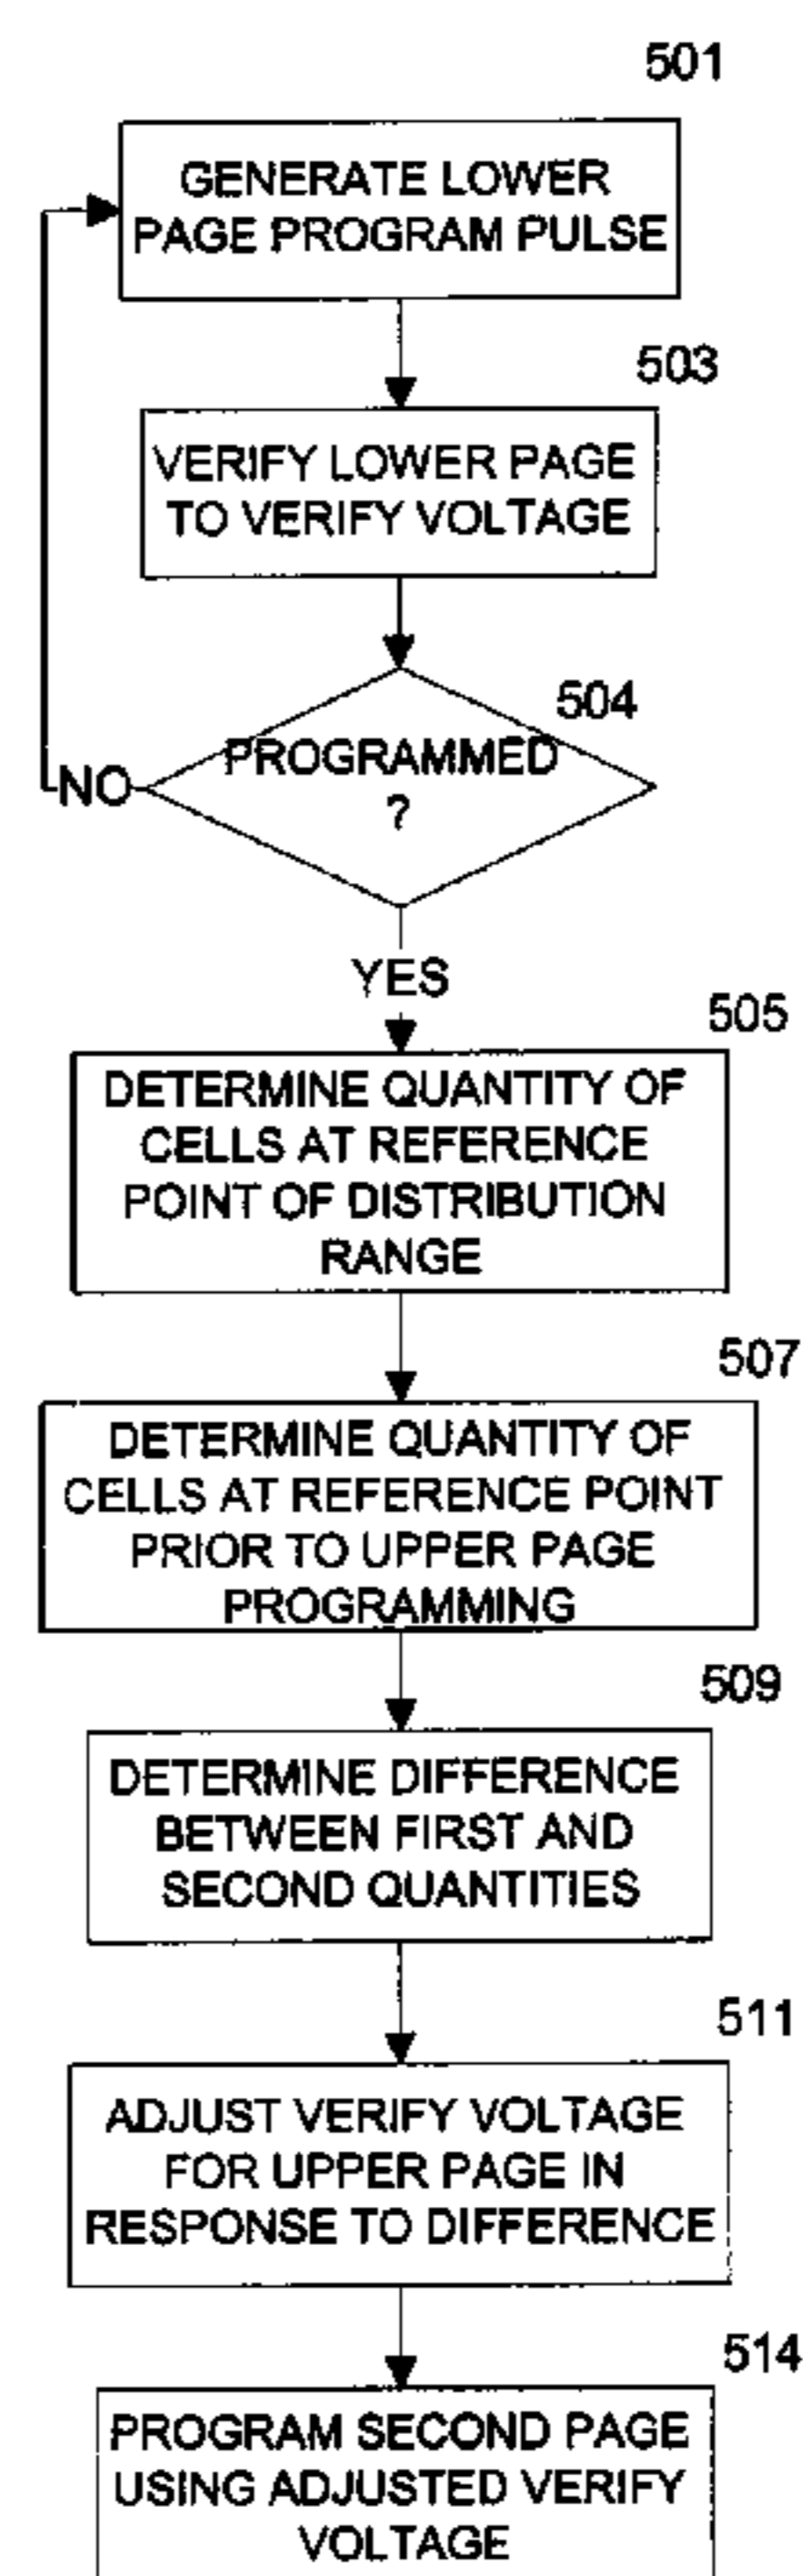 501
GENERATE LOWER
PAGE PROGRAM PULSE
503
VERIFY LOWER PAGE
TO VERIFY VOLTAGE
504
PROGRAMMED
?
NO
YES
505
DETERMINE QUANTITY OF
CELLS AT REFERENCE
POINT OF DISTRIBUTION
RANGE
507
DETERMINE QUANTITY OF
CELLS AT REFERENCE POINT
PRIOR TO UPPER PAGE
PROGRAMMING
509
DETERMINE DIFFERENCE
BETWEEN FIRST AND
SECOND QUANTITIES
511
ADJUST VERIFY VOLTAGE
FOR UPPER PAGE IN
RESPONSE TO DIFFERENCE
514
PROGRAM SECOND PAGE
USING ADJUSTED VERIFY
VOLTAGE